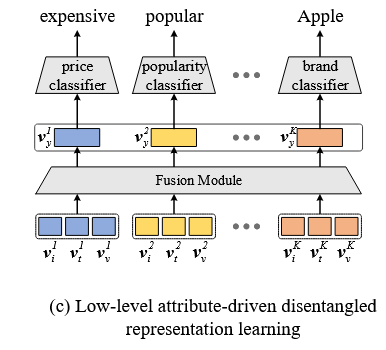 expensive popular Apple
price classifier popularity classifier ... brand classifier
v_y^1 v_y^2 ... v_y^K
Fusion Module
v_i^1 v_t^1 v_v^1 v_i^2 v_t^2 v_v^2 ... v_i^K v_t^K v_v^K
(c) Low-level attribute-driven disentangled
representation learning